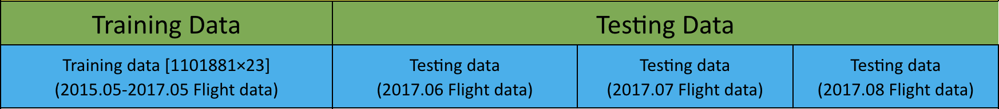 Training Data
Testing Data
Training data [1101881×23]
(2015.05-2017.05 Flight data)
Testing data
(2017.06 Flight data)
Testing data
(2017.07 Flight data)
Testing data
(2017.08 Flight data)